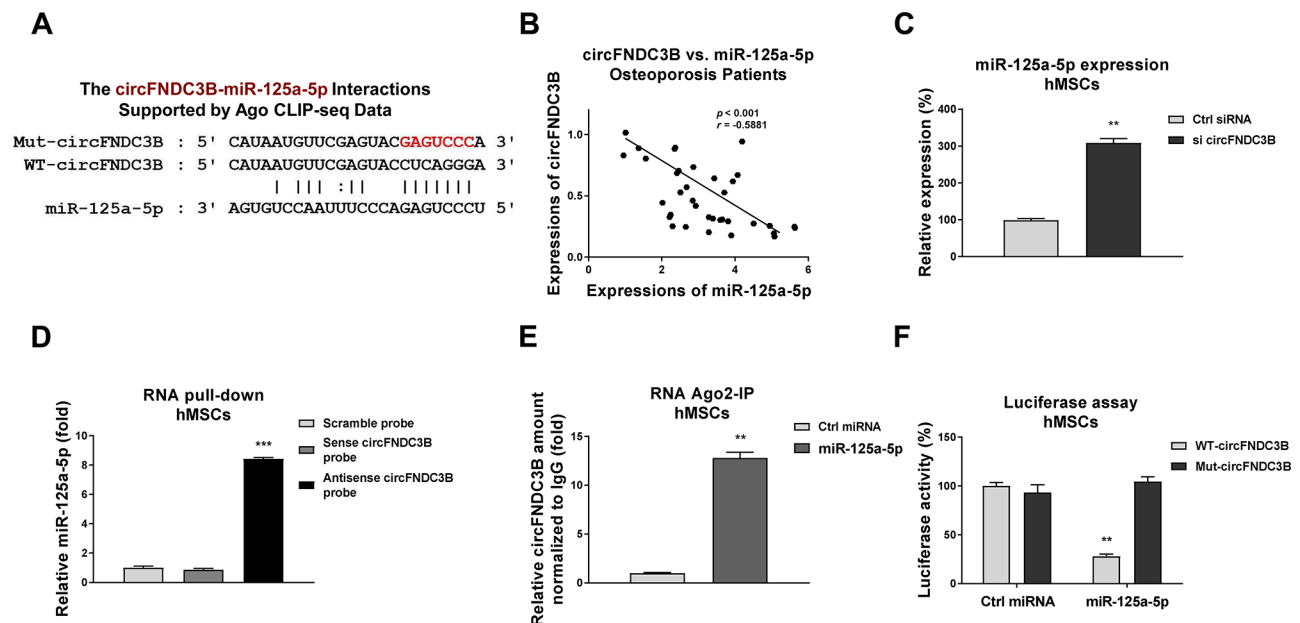 A
The circFNDC3B-miR-125a-5p Interactions
Supported by Ago CLIP-seq Data
Mut-circFNDC3B : 5' CAUAAUGUUCGAGUACGAGUCCCA 3'
WT-circFNDC3B : 5' CAUAAUGUUCGAGUACCUCAGGGA 3'
| ||| :|| |||||||
miR-125a-5p : 3' AGUGUCCAAUUUCCCAGAGUCCCU 5'
B
circFNDC3B vs. miR-125a-5p
Osteoporosis Patients
p < 0.001
r = -0.5881
Expressions of circFNDC3B
1.0
0.5
0.0
0 2 4 6
Expressions of miR-125a-5p
C
miR-125a-5p expression
hMSCs
Relative expression (%)
400
300
200
100
0
**
Ctrl siRNA
si circFNDC3B
D
RNA pull-down
hMSCs
Relative miR-125a-5p (fold)
10
8
6
4
2
0
***
Scramble probe
Sense circFNDC3B
probe
Antisense circFNDC3B
probe
E
RNA Ago2-IP
hMSCs
Relative circFNDC3B amount
normalized to IgG (fold)
15
10
5
0
**
Ctrl miRNA
miR-125a-5p
F
Luciferase assay
hMSCs
Luciferase activity (%)
150
100
50
0
**
Ctrl miRNA miR-125a-5p
WT-circFNDC3B
Mut-circFNDC3B